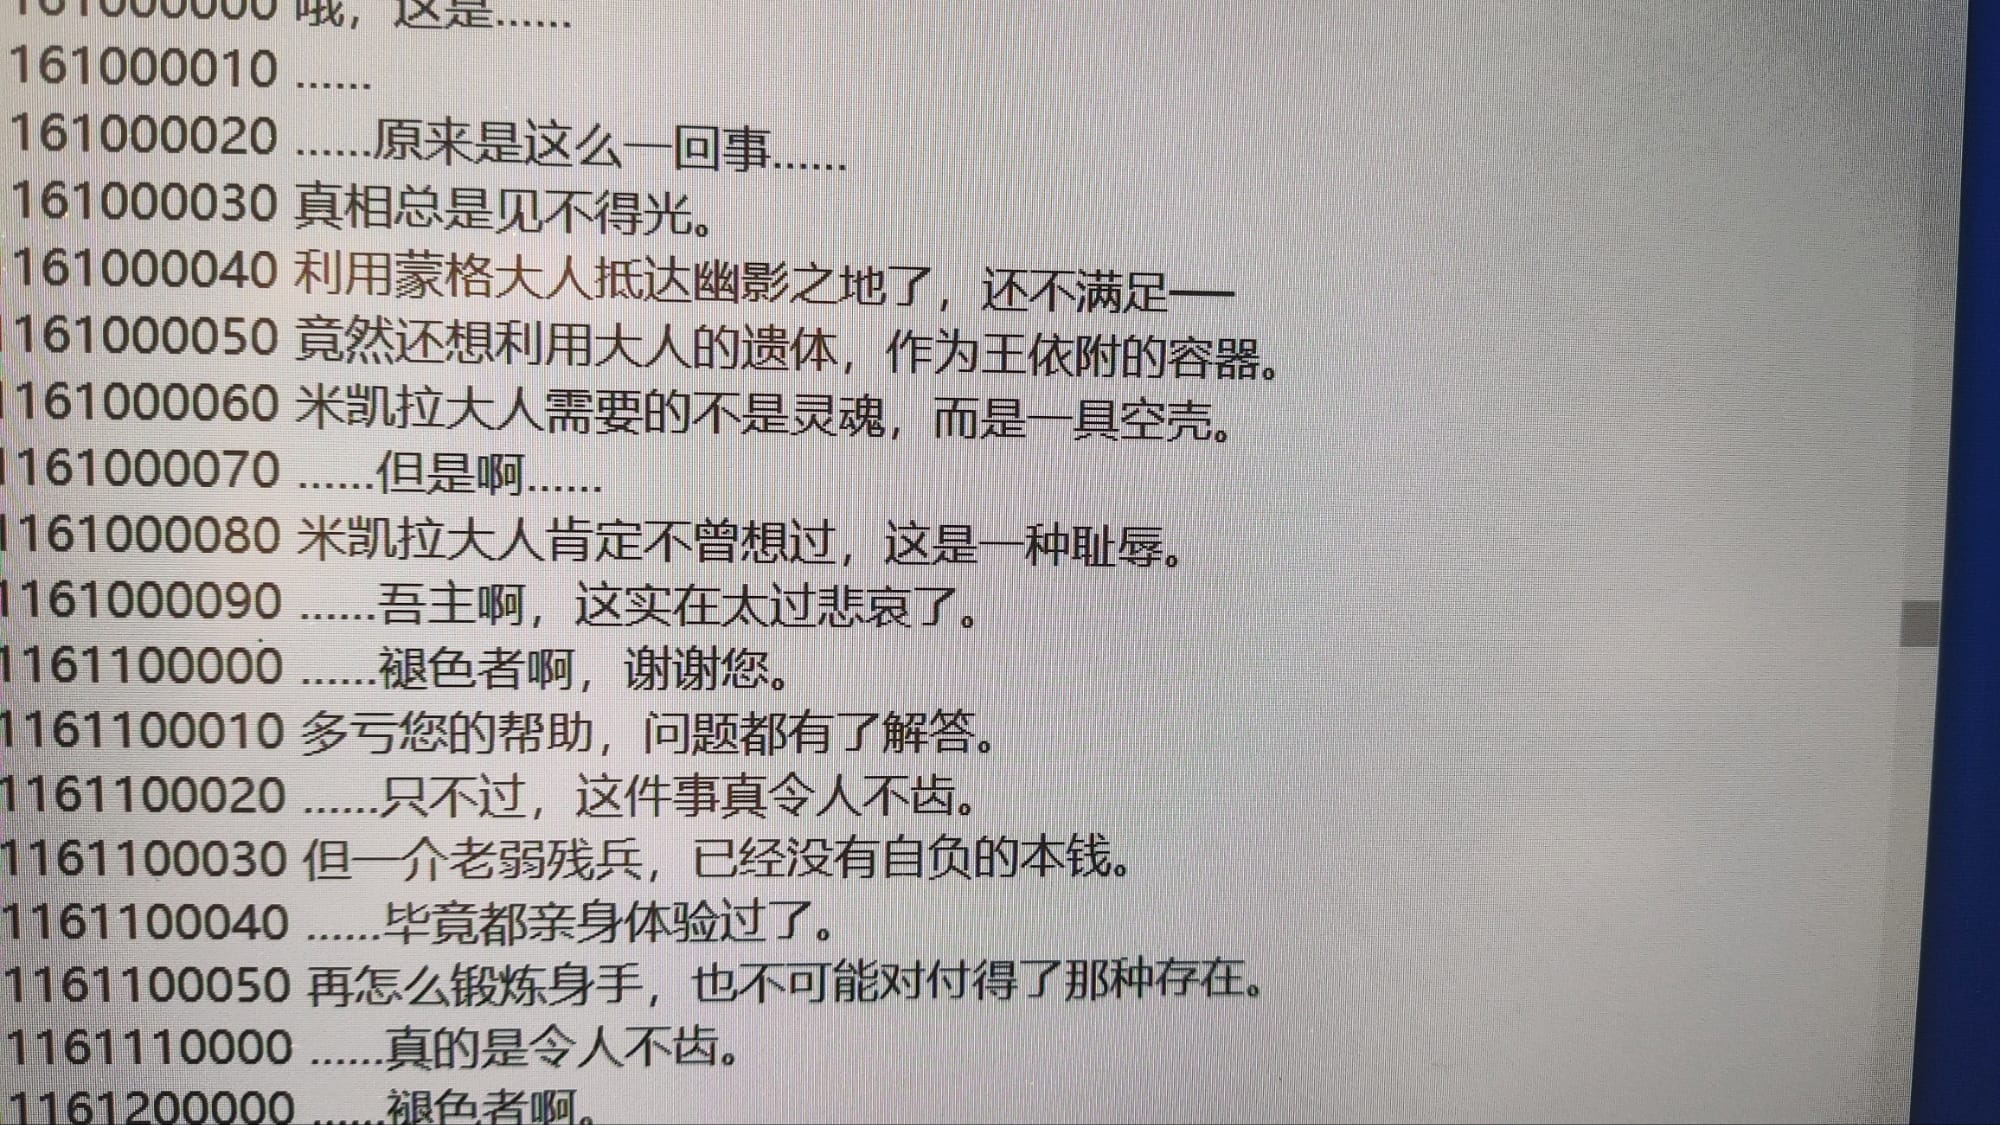 161000000 哦，这是……
161000010 ……
161000020 ……原来是这么一回事……
161000030 真相总是见不得光。
161000040 利用蒙格大人抵达幽影之地了，还不满足──
1161000050 竟然还想利用大人的遗体，作为王依附的容器。
1161000060 米凯拉大人需要的不是灵魂，而是一具空壳。
1161000070 ……但是啊……
1161000080 米凯拉大人肯定不曾想过，这是一种耻辱。
1161000090 ……吾主啊，这实在太过悲哀了。
1161100000 ……褪色者啊，谢谢您。
1161100010 多亏您的帮助，问题都有了解答。
1161100020 ……只不过，这件事真令人不齿。
1161100030 但一介老弱残兵，已经没有自负的本钱。
1161100040 ……毕竟都亲身体验过了。
1161100050 再怎么锻炼身手，也不可能对付得了那种存在。
1161110000 ……真的是令人不齿。
1161200000 ……褪色者啊。